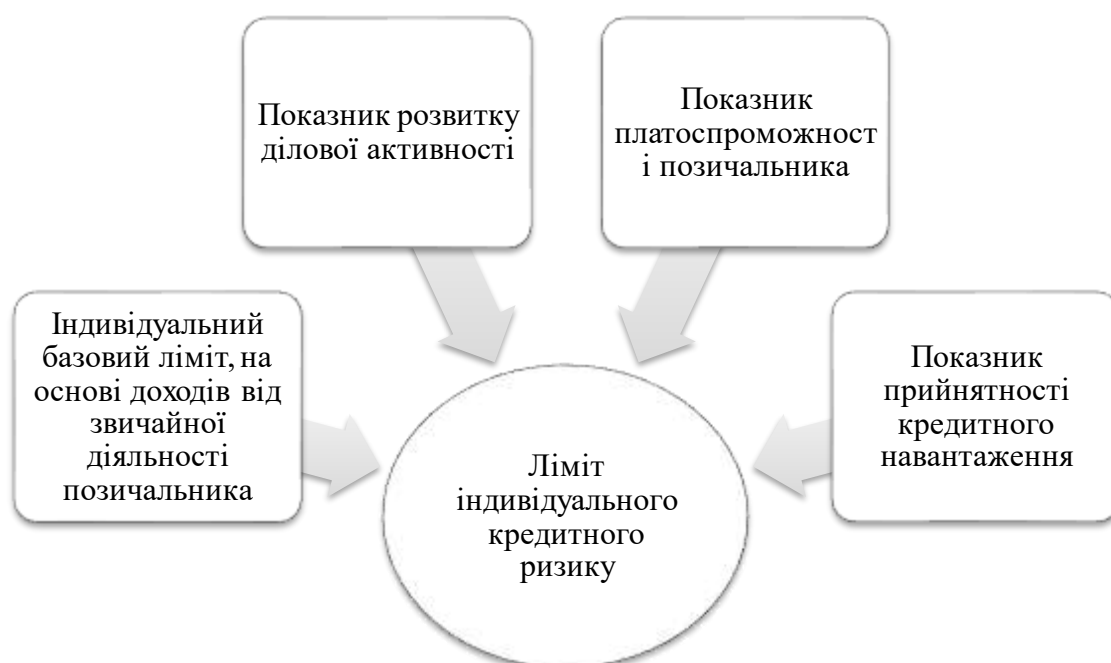 Показник розвитку
ділової активності
Показник
платоспроможност
і позичальника
Індивідуальний
базовий ліміт, на
основі доходів від
звичайної
діяльності
позичальника
Показник
прийнятності
кредитного
навантаження
Ліміт
індивідуального
кредитного
ризику